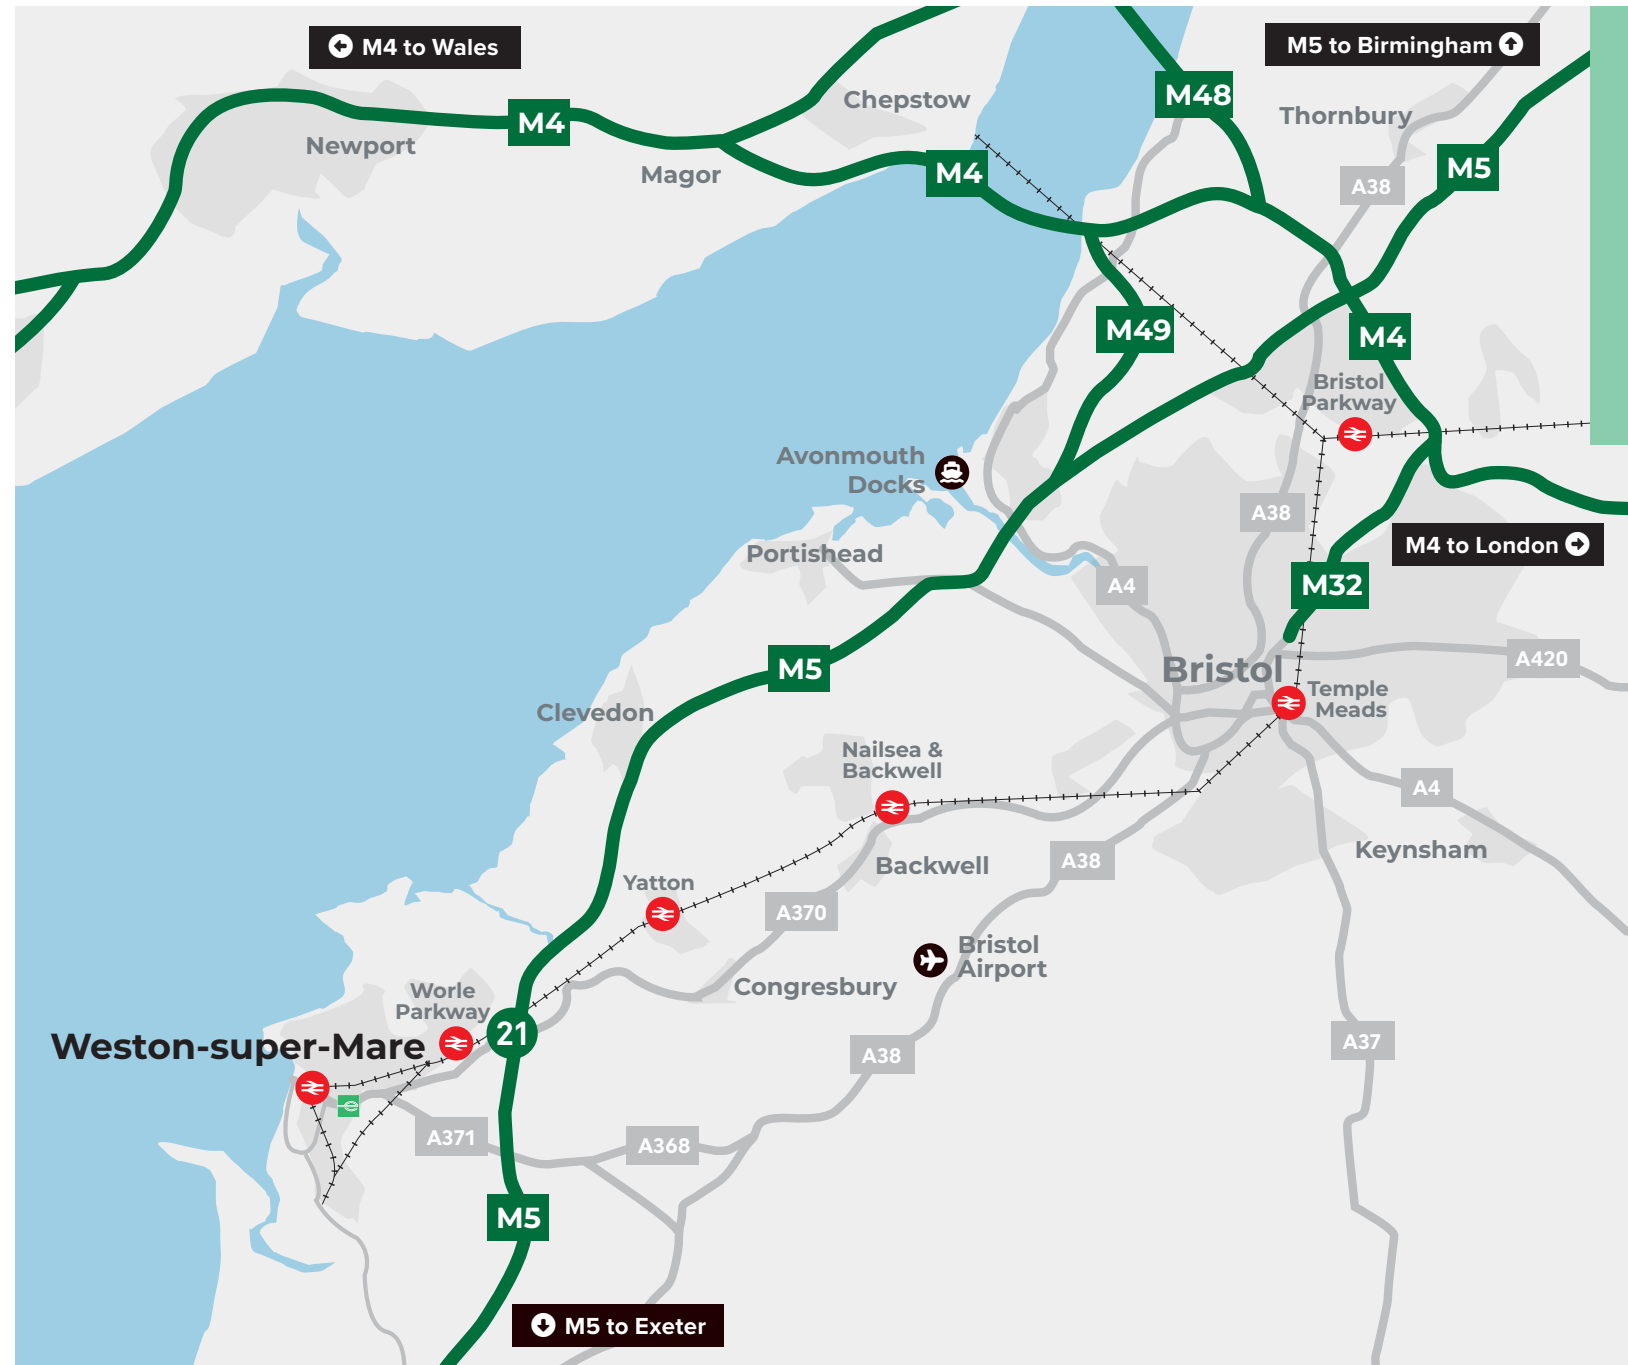 M4 to Wales
M5 to Birmingham
Chepstow
M48
Thornbury
M4
Newport
Magor
M4
M5
A38
M49
M4
Bristol
Parkway
Avonmouth
Docks
A38
M4 to London
Portishead
A4
M32
M5
Bristol
A420
Temple
Meads
Clevedon
Nailsea &
Backwell
A4
Keynsham
Backwell
A38
Yatton
A370
Bristol
Airport
Congresbury
Worle
Parkway
Weston-super-Mare
21
A38
A37
A371
A368
M5
M5 to Exeter